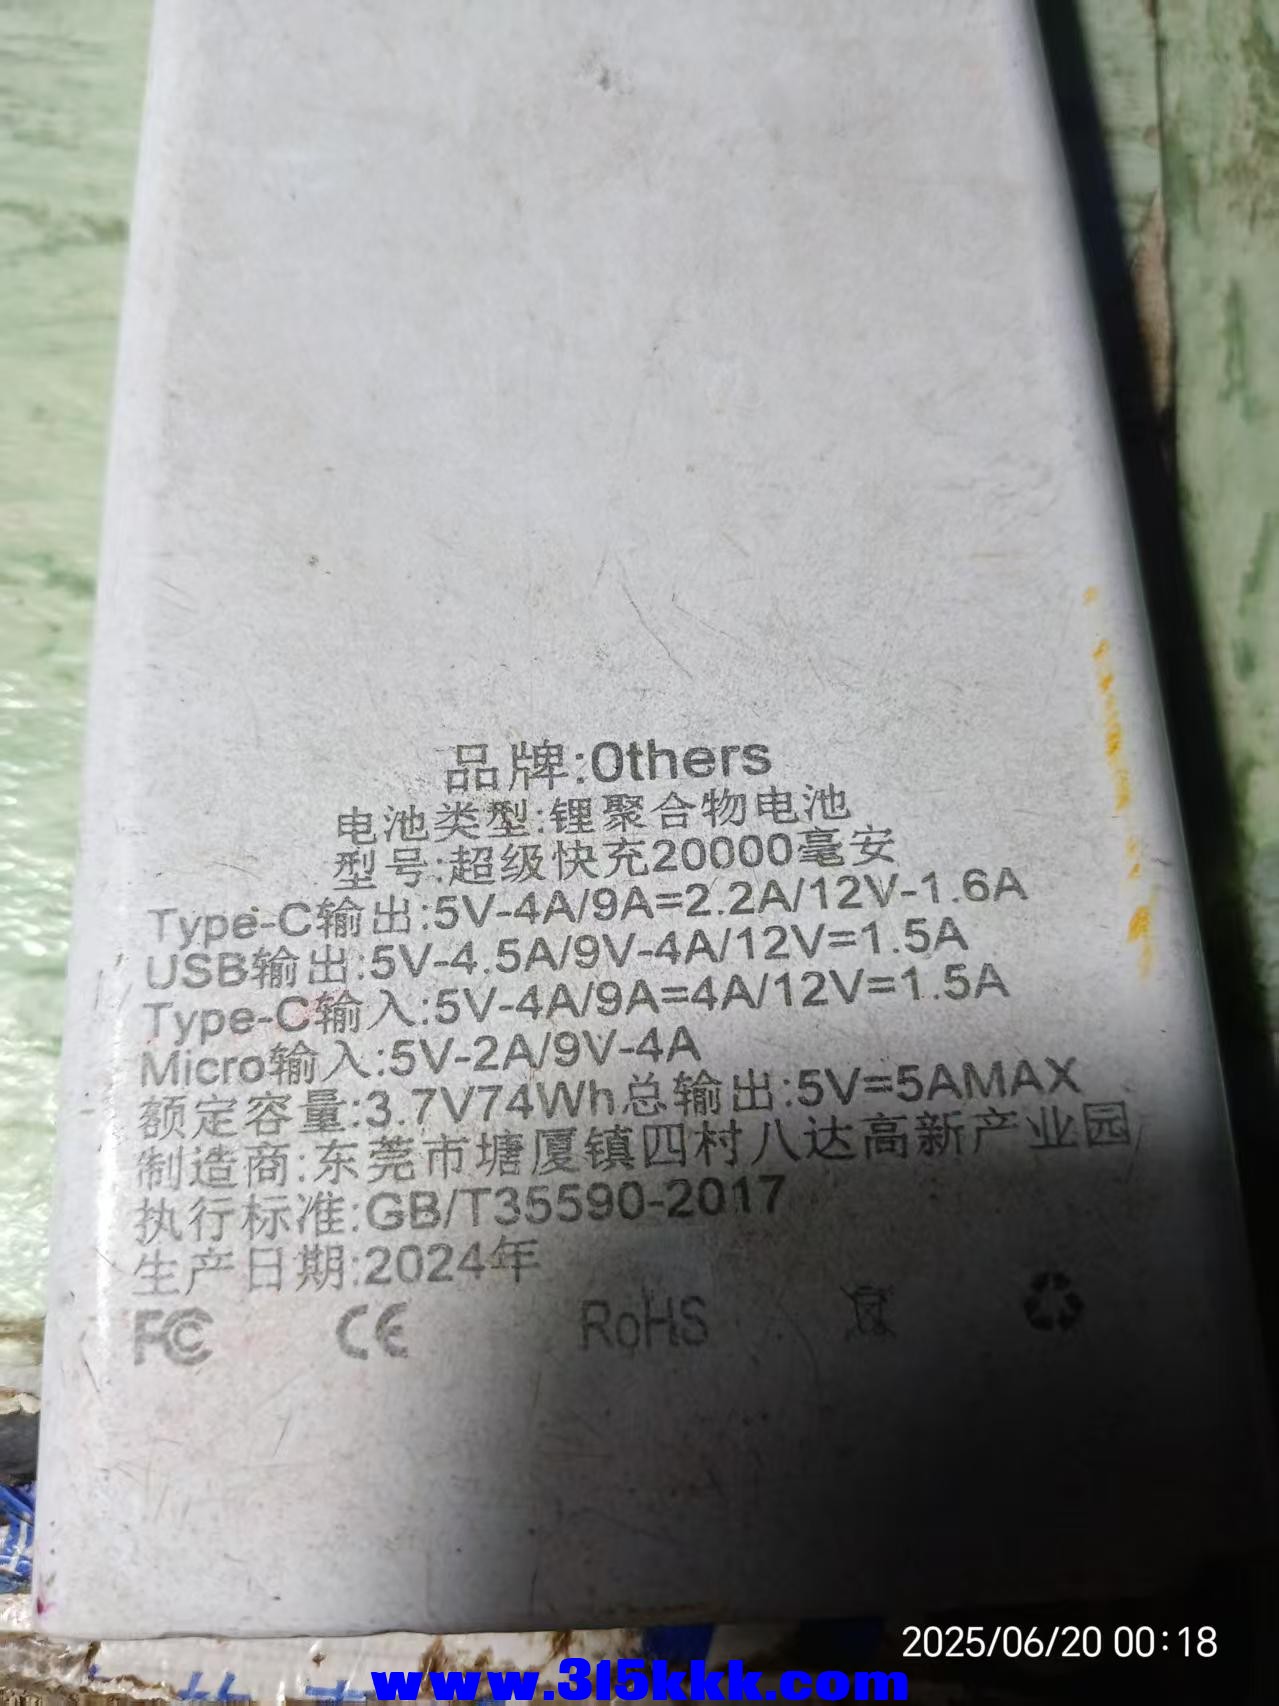 品牌:Others
电池类型:锂聚合物电池
型号:超级快充20000毫安
Type-C输出:5V-4A/9A=2.2A/12V-1.6A
USB输出:5V-4.5A/9V-4A/12V=1.5A
Type-C输入:5V-4A/9A=4A/12V=1.5A
Micro输入:5V-2A/9V-4A
额定容量:3.7V74Wh总输出:5V=5AMAX
制造商:东莞市塘厦镇四村八达高新产业园
执行标准:GB/T35590-2017
生产日期:2024年
FC CE RoHS
2025/06/20 00:18
www.315kkk.com